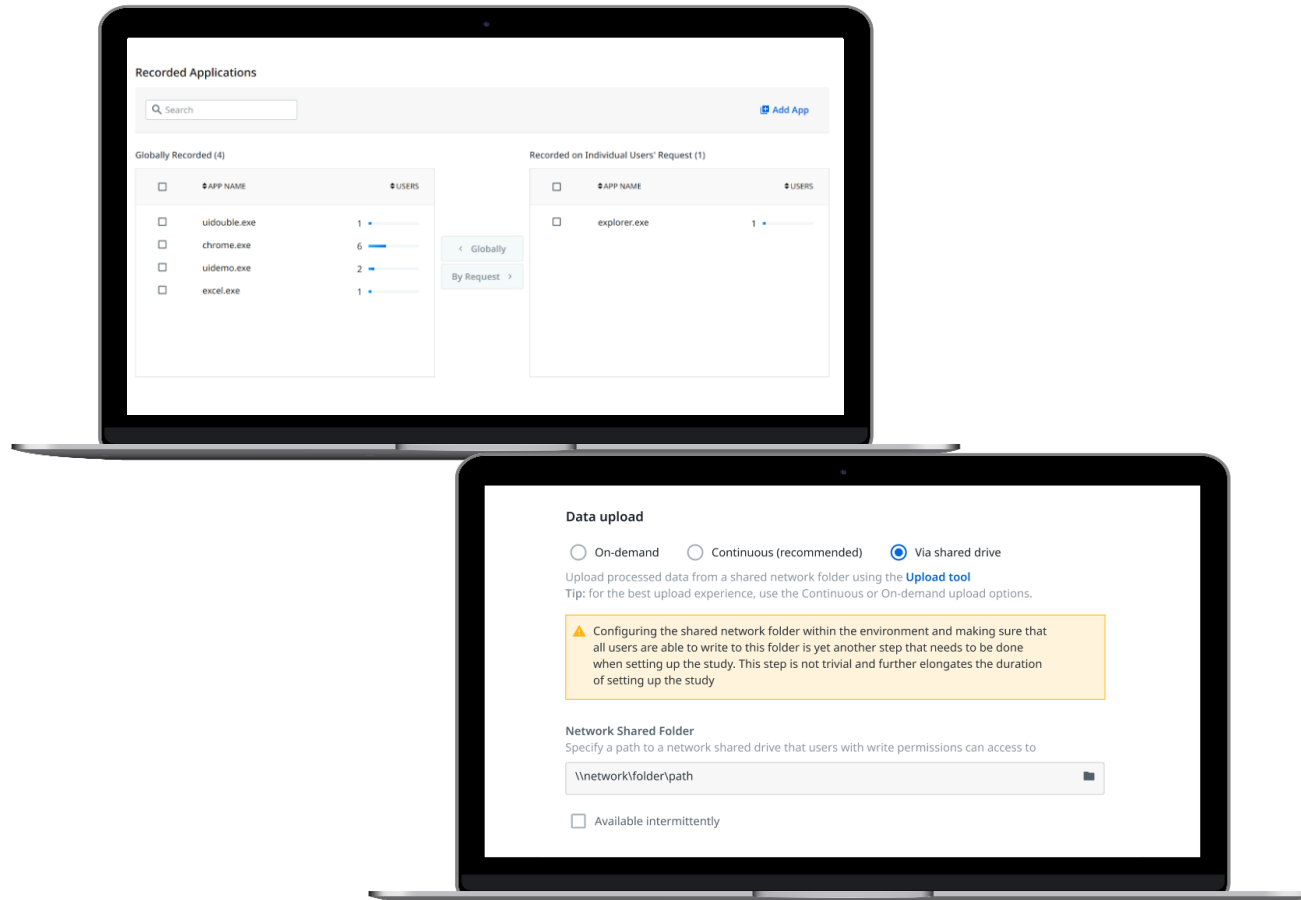 Recorded Applications
Search
Add App
Globally Recorded (4)
APP NAME USERS
uidouble.exe 1
chrome.exe 6
uidemo.exe 2
excel.exe 1
< Globally
By Request >
Recorded on Individual Users' Request (1)
APP NAME USERS
explorer.exe 1
Data upload
On-demand Continuous (recommended) Via shared drive
Upload processed data from a shared network folder using the Upload tool
Tip: for the best upload experience, use the Continuous or On-demand upload options.
Configuring the shared network folder within the environment and making sure that
all users are able to write to this folder is yet another step that needs to be done
when setting up the study. This step is not trivial and further elongates the duration
of setting up the study
Network Shared Folder
Specify a path to a network shared drive that users with write permissions can access to
\\network\folder\path
Available intermittently